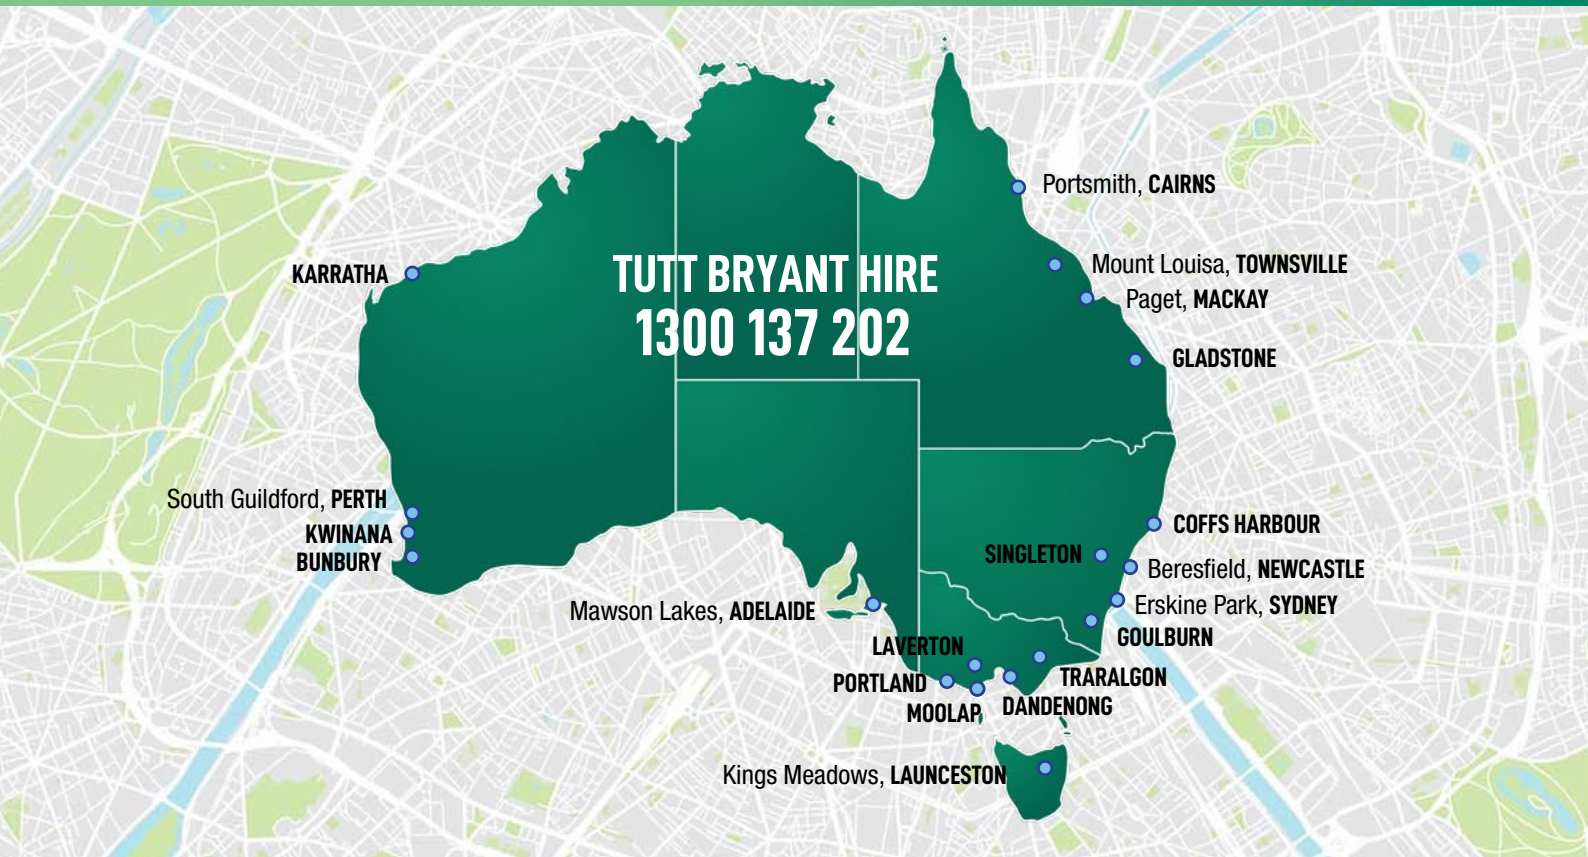 Portsmith, CAIRNS
Mount Louisa, TOWNSVILLE
KARRATHA
TUTT BRYANT HIRE
1300 137 202
Paget, MACKAY
GLADSTONE
South Guildford, PERTH
KWINANA
BUNBURY
COFFS HARBOUR
SINGLETON
Beresfield, NEWCASTLE
Erskine Park, SYDNEY
Mawson Lakes, ADELAIDE
GOULBURN
LAVERTON
TRARALGON
PORTLAND
DANDENONG
MOOLAP
Kings Meadows, LAUNCESTON